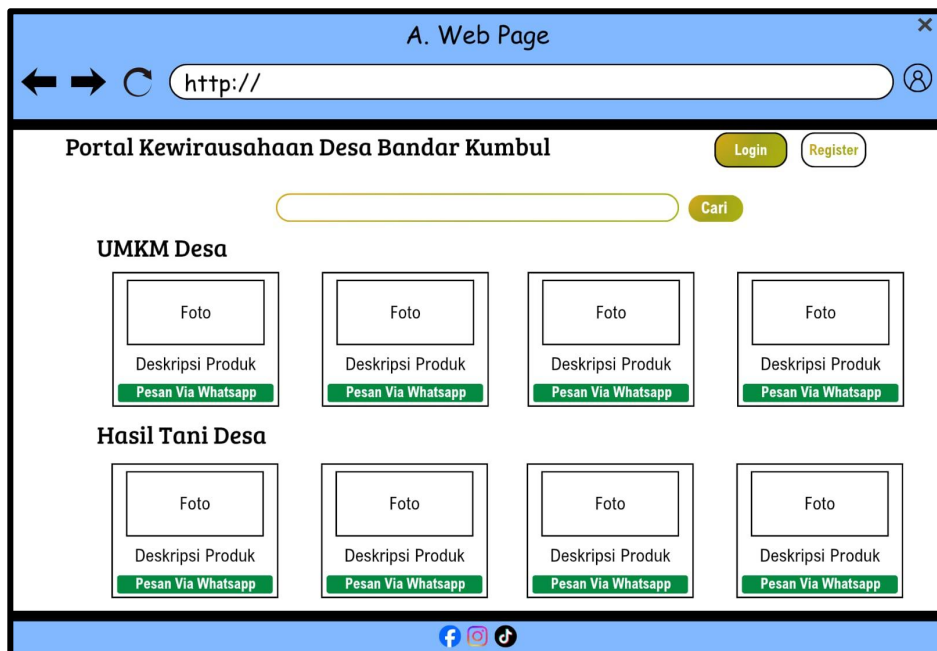 A. Web Page
http://
Portal Kewirausahaan Desa Bandar Kumbul
Login
Register
Cari
UMKM Desa
Foto
Foto
Foto
Foto
Deskripsi Produk
Deskripsi Produk
Deskripsi Produk
Deskripsi Produk
Pesan Via Whatsapp
Pesan Via Whatsapp
Pesan Via Whatsapp
Pesan Via Whatsapp
Hasil Tani Desa
Foto
Foto
Foto
Foto
Deskripsi Produk
Deskripsi Produk
Deskripsi Produk
Deskripsi Produk
Pesan Via Whatsapp
Pesan Via Whatsapp
Pesan Via Whatsapp
Pesan Via Whatsapp